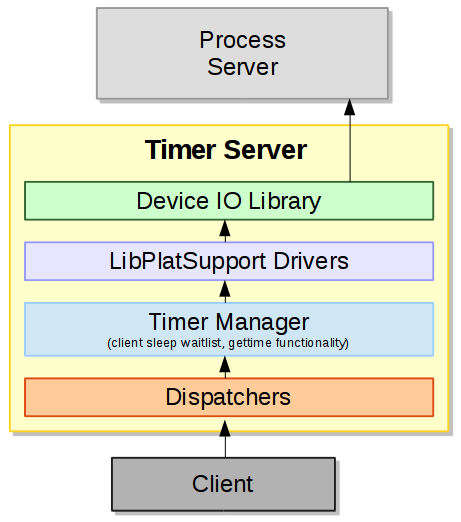 Process
Server
Timer Server
Device IO Library
LibPlatSupport Drivers
Timer Manager
(client sleep waitlist, gettime functionality)
Dispatchers
Client